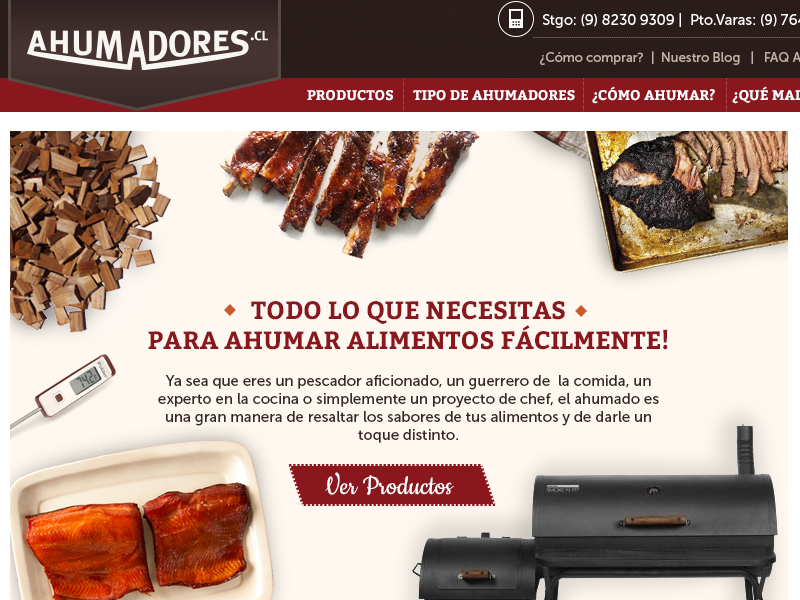 AHUMADORES.CL
Stgo: (9) 8230 9309 | Pto.Varas: (9) 764
¿Cómo comprar? | Nuestro Blog | FAQ A
PRODUCTOS TIPO DE AHUMADORES ¿CÓMO AHUMAR? ¿QUÉ MAD
TODO LO QUE NECESITAS
PARA AHUMAR ALIMENTOS FÁCILMENTE!
Ya sea que eres un pescador aficionado, un guerrero de la comida, un
experto en la cocina o simplemente un proyecto de chef, el ahumado es
una gran manera de resaltar los sabores de tus alimentos y de darle un
toque distinto.
Ver Productos